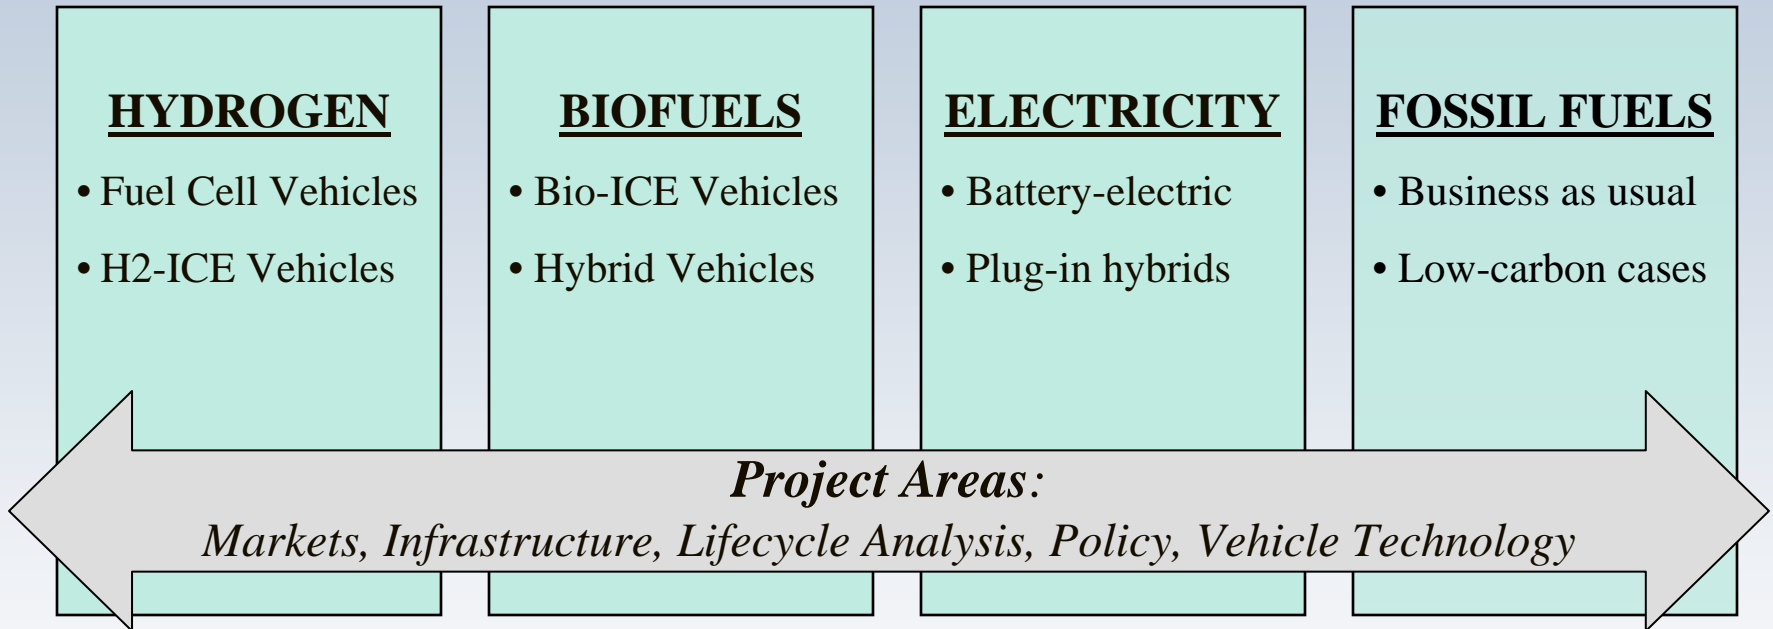 HYDROGEN
• Fuel Cell Vehicles
• H2-ICE Vehicles
BIOFUELS
• Bio-ICE Vehicles
• Hybrid Vehicles
ELECTRICITY
• Battery-electric
• Plug-in hybrids
FOSSIL FUELS
• Business as usual
• Low-carbon cases
Project Areas:
Markets, Infrastructure, Lifecycle Analysis, Policy, Vehicle Technology